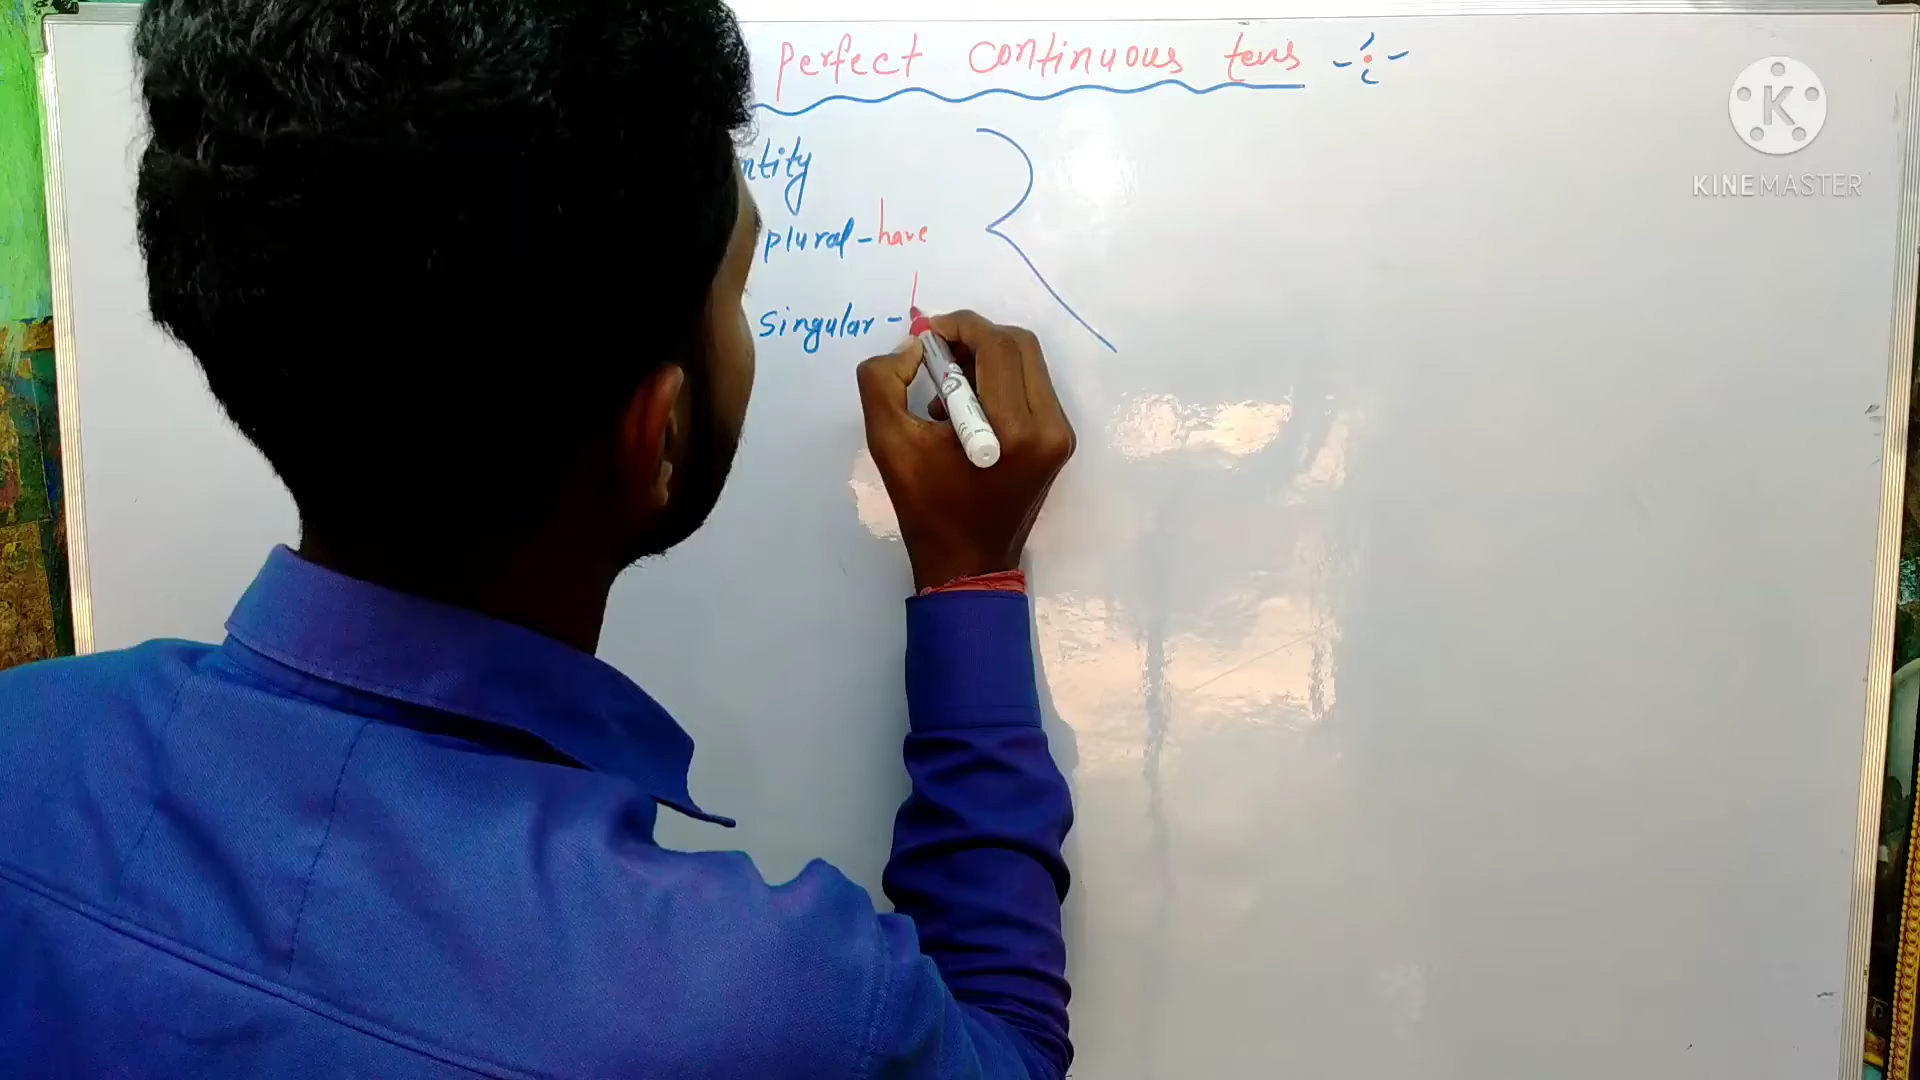 perfect continuous tens
ntity
plural - have
singular -
K
KINEMASTER